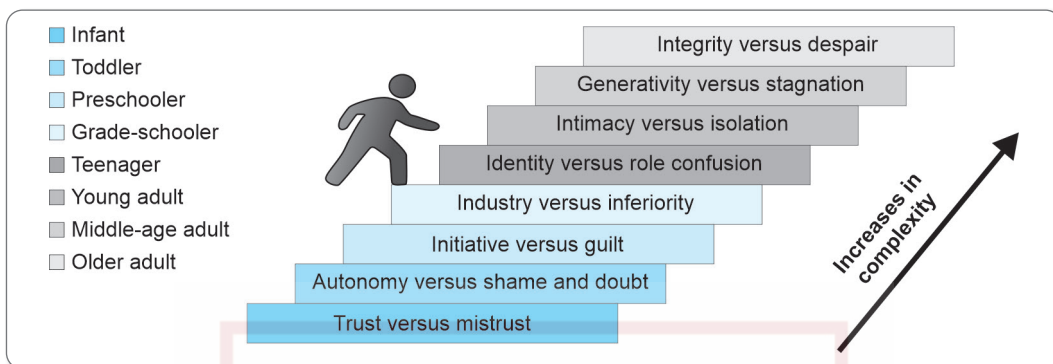 Infant
Toddler
Preschooler
Grade-schooler
Teenager
Young adult
Middle-age adult
Older adult
Integrity versus despair
Generativity versus stagnation
Intimacy versus isolation
Identity versus role confusion
Industry versus inferiority
Initiative versus guilt
Autonomy versus shame and doubt
Trust versus mistrust
Increases in
complexity